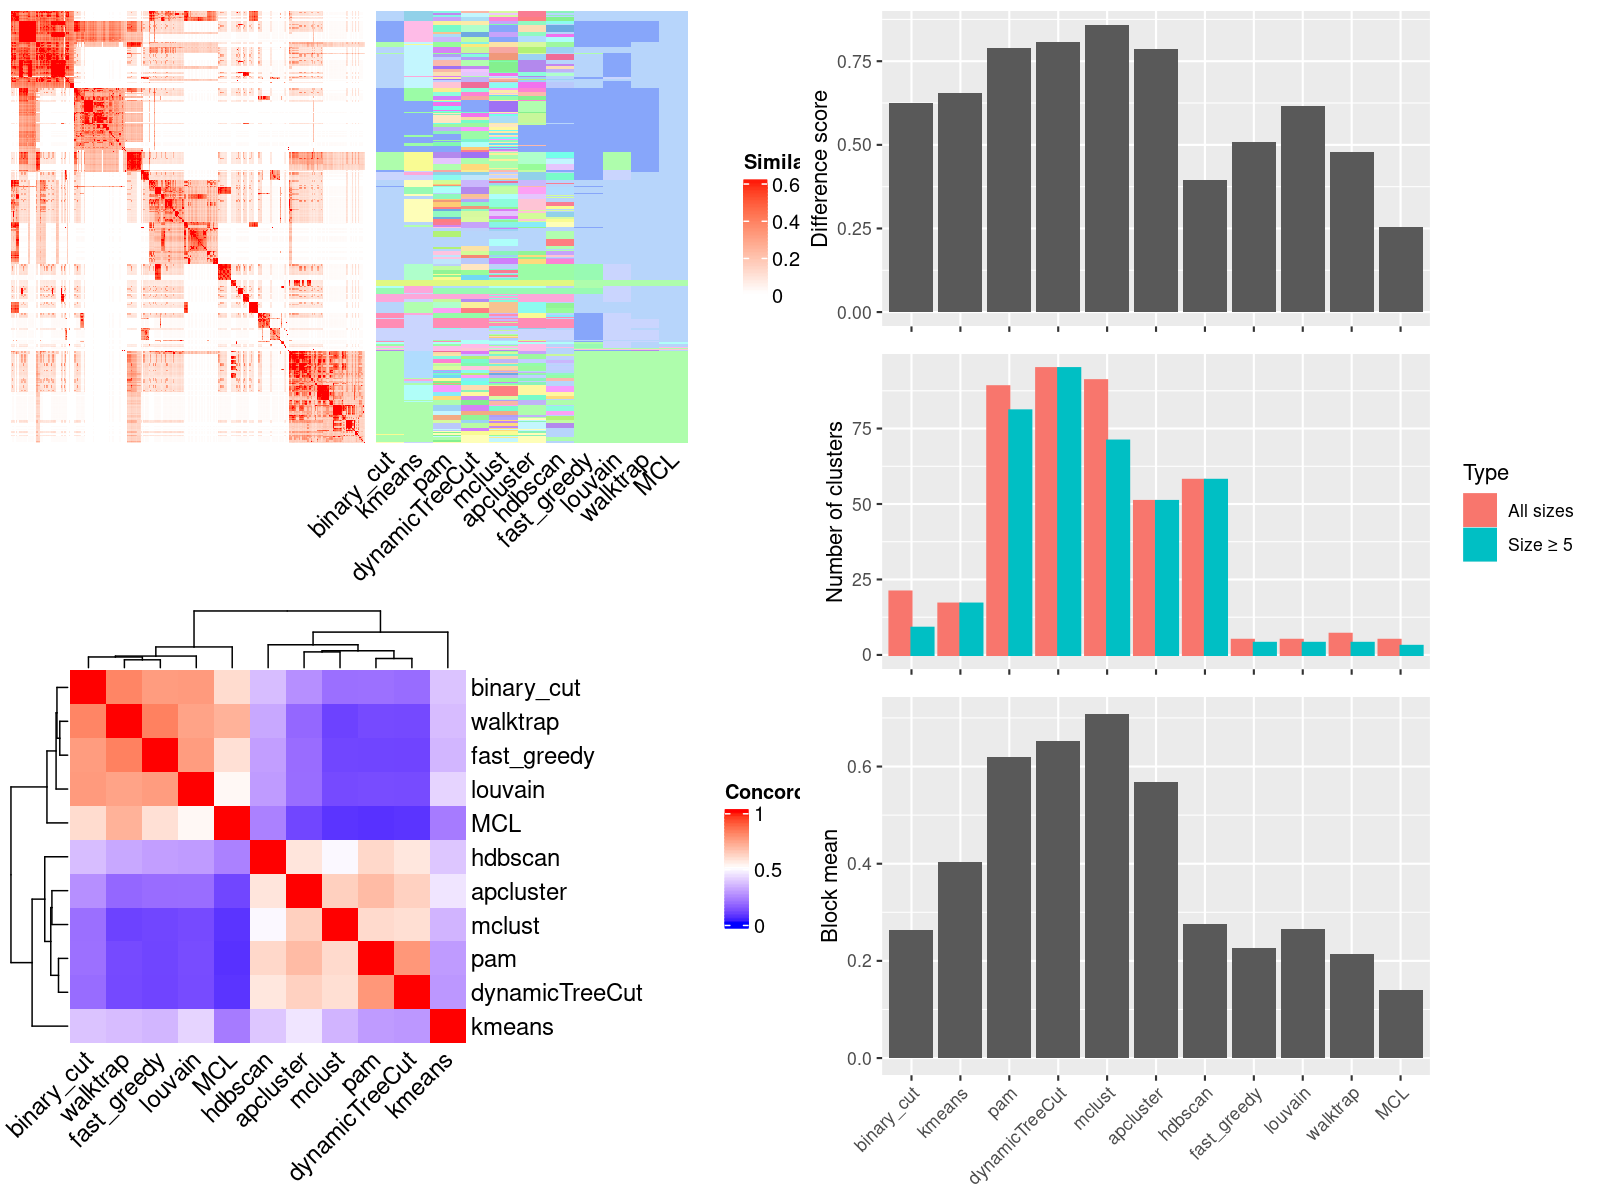 Simila
0.6
0.4
0.2
0
binary_cut
kmeans
pam
dynamicTreeCut
mclust
apcluster
hdbscan
fast_greedy
louvain
walktrap
MCL
binary_cut
walktrap
fast_greedy
louvain
MCL
hdbscan
apcluster
mclust
pam
dynamicTreeCut
kmeans
binary_cut
walktrap
fast_greedy
louvain
MCL
hdbscan
apcluster
mclust
pam
dynamicTreeCut
kmeans
Concord
1
0.5
0
Difference score
0.75
0.50
0.25
0.00
Number of clusters
75
50
25
0
Type
All sizes
Size ≥ 5
Block mean
0.6
0.4
0.2
0.0
binary_cut
kmeans
pam
dynamicTreeCut
mclust
apcluster
hdbscan
fast_greedy
louvain
walktrap
MCL